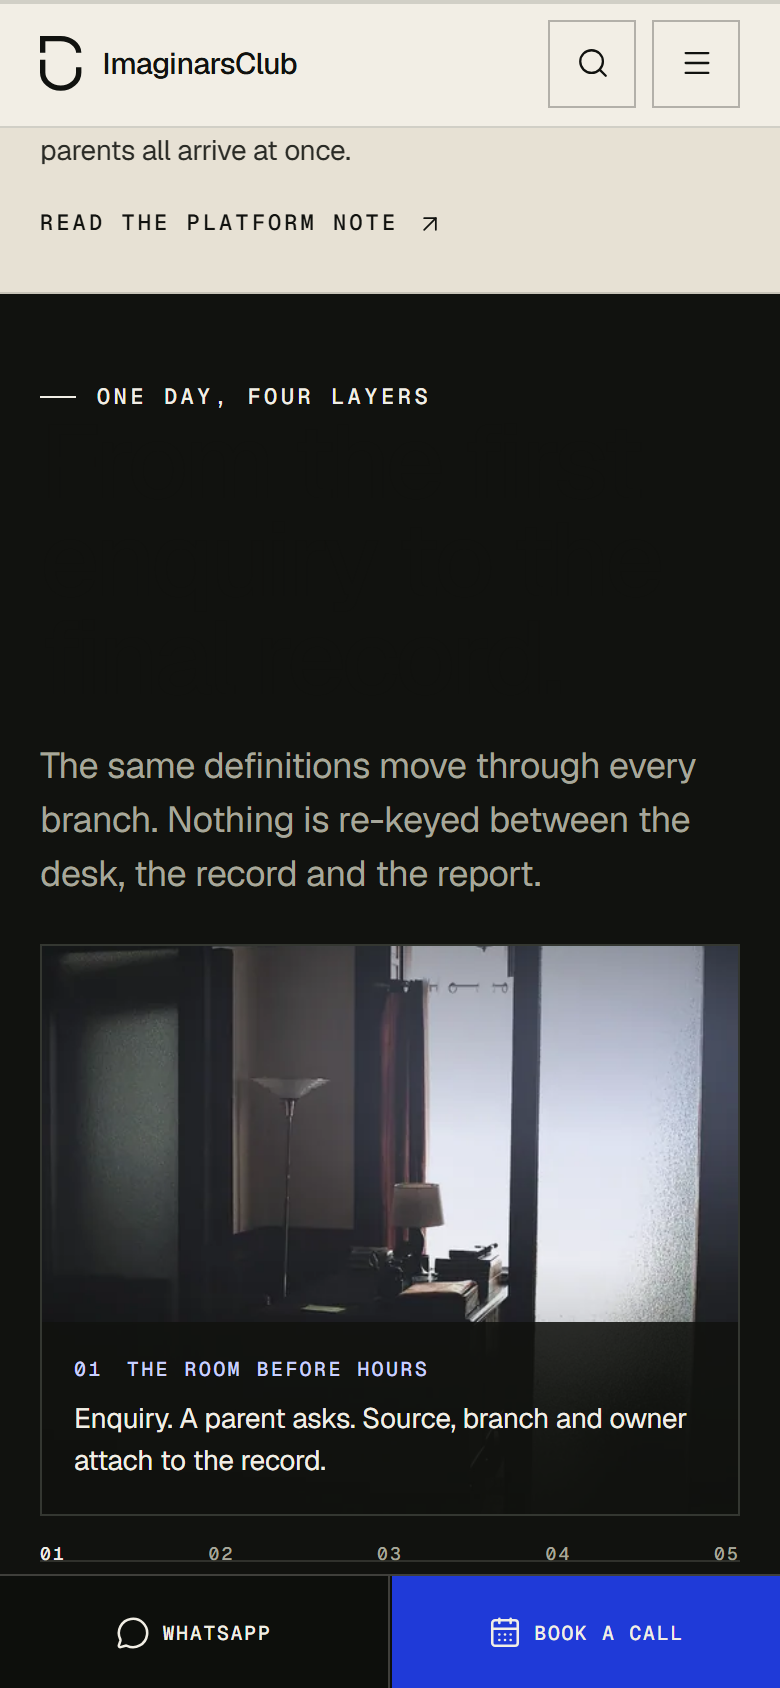 ImaginarsClub
parents all arrive at once.
READ THE PLATFORM NOTE
ONE DAY, FOUR LAYERS
The same definitions move through every
branch. Nothing is re-keyed between the
desk, the record and the report.
01 THE ROOM BEFORE HOURS
Enquiry. A parent asks. Source, branch and owner
attach to the record.
01 02 03 04 05
WHATSAPP
BOOK A CALL